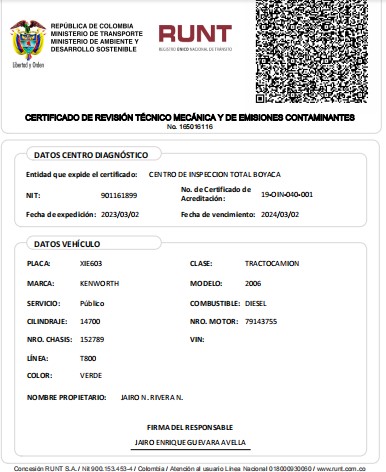 REPÚBLICA DE COLOMBIA
MINISTERIO DE TRANSPORTE
MINISTERIO DE AMBIENTE Y
DESARROLLO SOSTENIBLE
Libertad y Orden
RUNT
REGISTRO ÚNICO NACIONAL DE TRÁNSITO
CERTIFICADO DE REVISIÓN TÉCNICO MECÁNICA Y DE EMISIONES CONTAMINANTES
No. 165016116
DATOS CENTRO DIAGNÓSTICO
Entidad que expide el certificado: CENTRO DE INSPECCION TOTAL BOYACA
NIT: 901161899 No. de Certificado de Acreditación: 19-OIN-040-001
Fecha de expedición: 2023/03/02 Fecha de vencimiento: 2024/03/02
DATOS VEHÍCULO
PLACA: XIE603 CLASE: TRACTOCAMION
MARCA: KENWORTH MODELO: 2006
SERVICIO: Público COMBUSTIBLE: DIESEL
CILINDRAJE: 14700 NRO. MOTOR: 79143755
NRO. CHASIS: 152789 VIN:
LÍNEA: T800
COLOR: VERDE
NOMBRE PROPIETARIO: JAIRO N. RIVERA N.
FIRMA DEL RESPONSABLE
JAIRO ENRIQUE GUEVARA AVELLA
Concesión RUNT S.A. / Nit 900.153.453-4 / Colombia / Atención al usuario Línea Nacional 018000930060 / www.runt.com.co